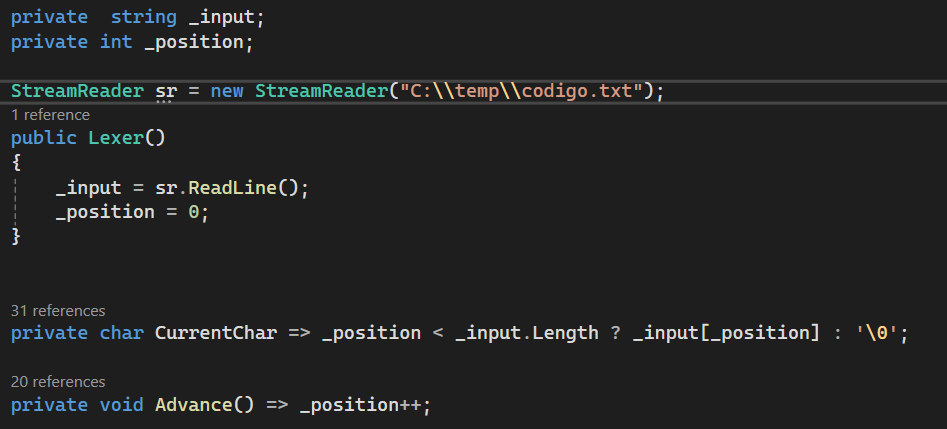 private  string _input;
private int _position;
StreamReader sr = new StreamReader("C:\\temp\\codigo.txt");
1 reference
public Lexer()
{
    _input = sr.ReadLine();
    _position = 0;
}
31 references
private char CurrentChar => _position < _input.Length ? _input[_position] : '\0';
20 references
private void Advance() => _position++;